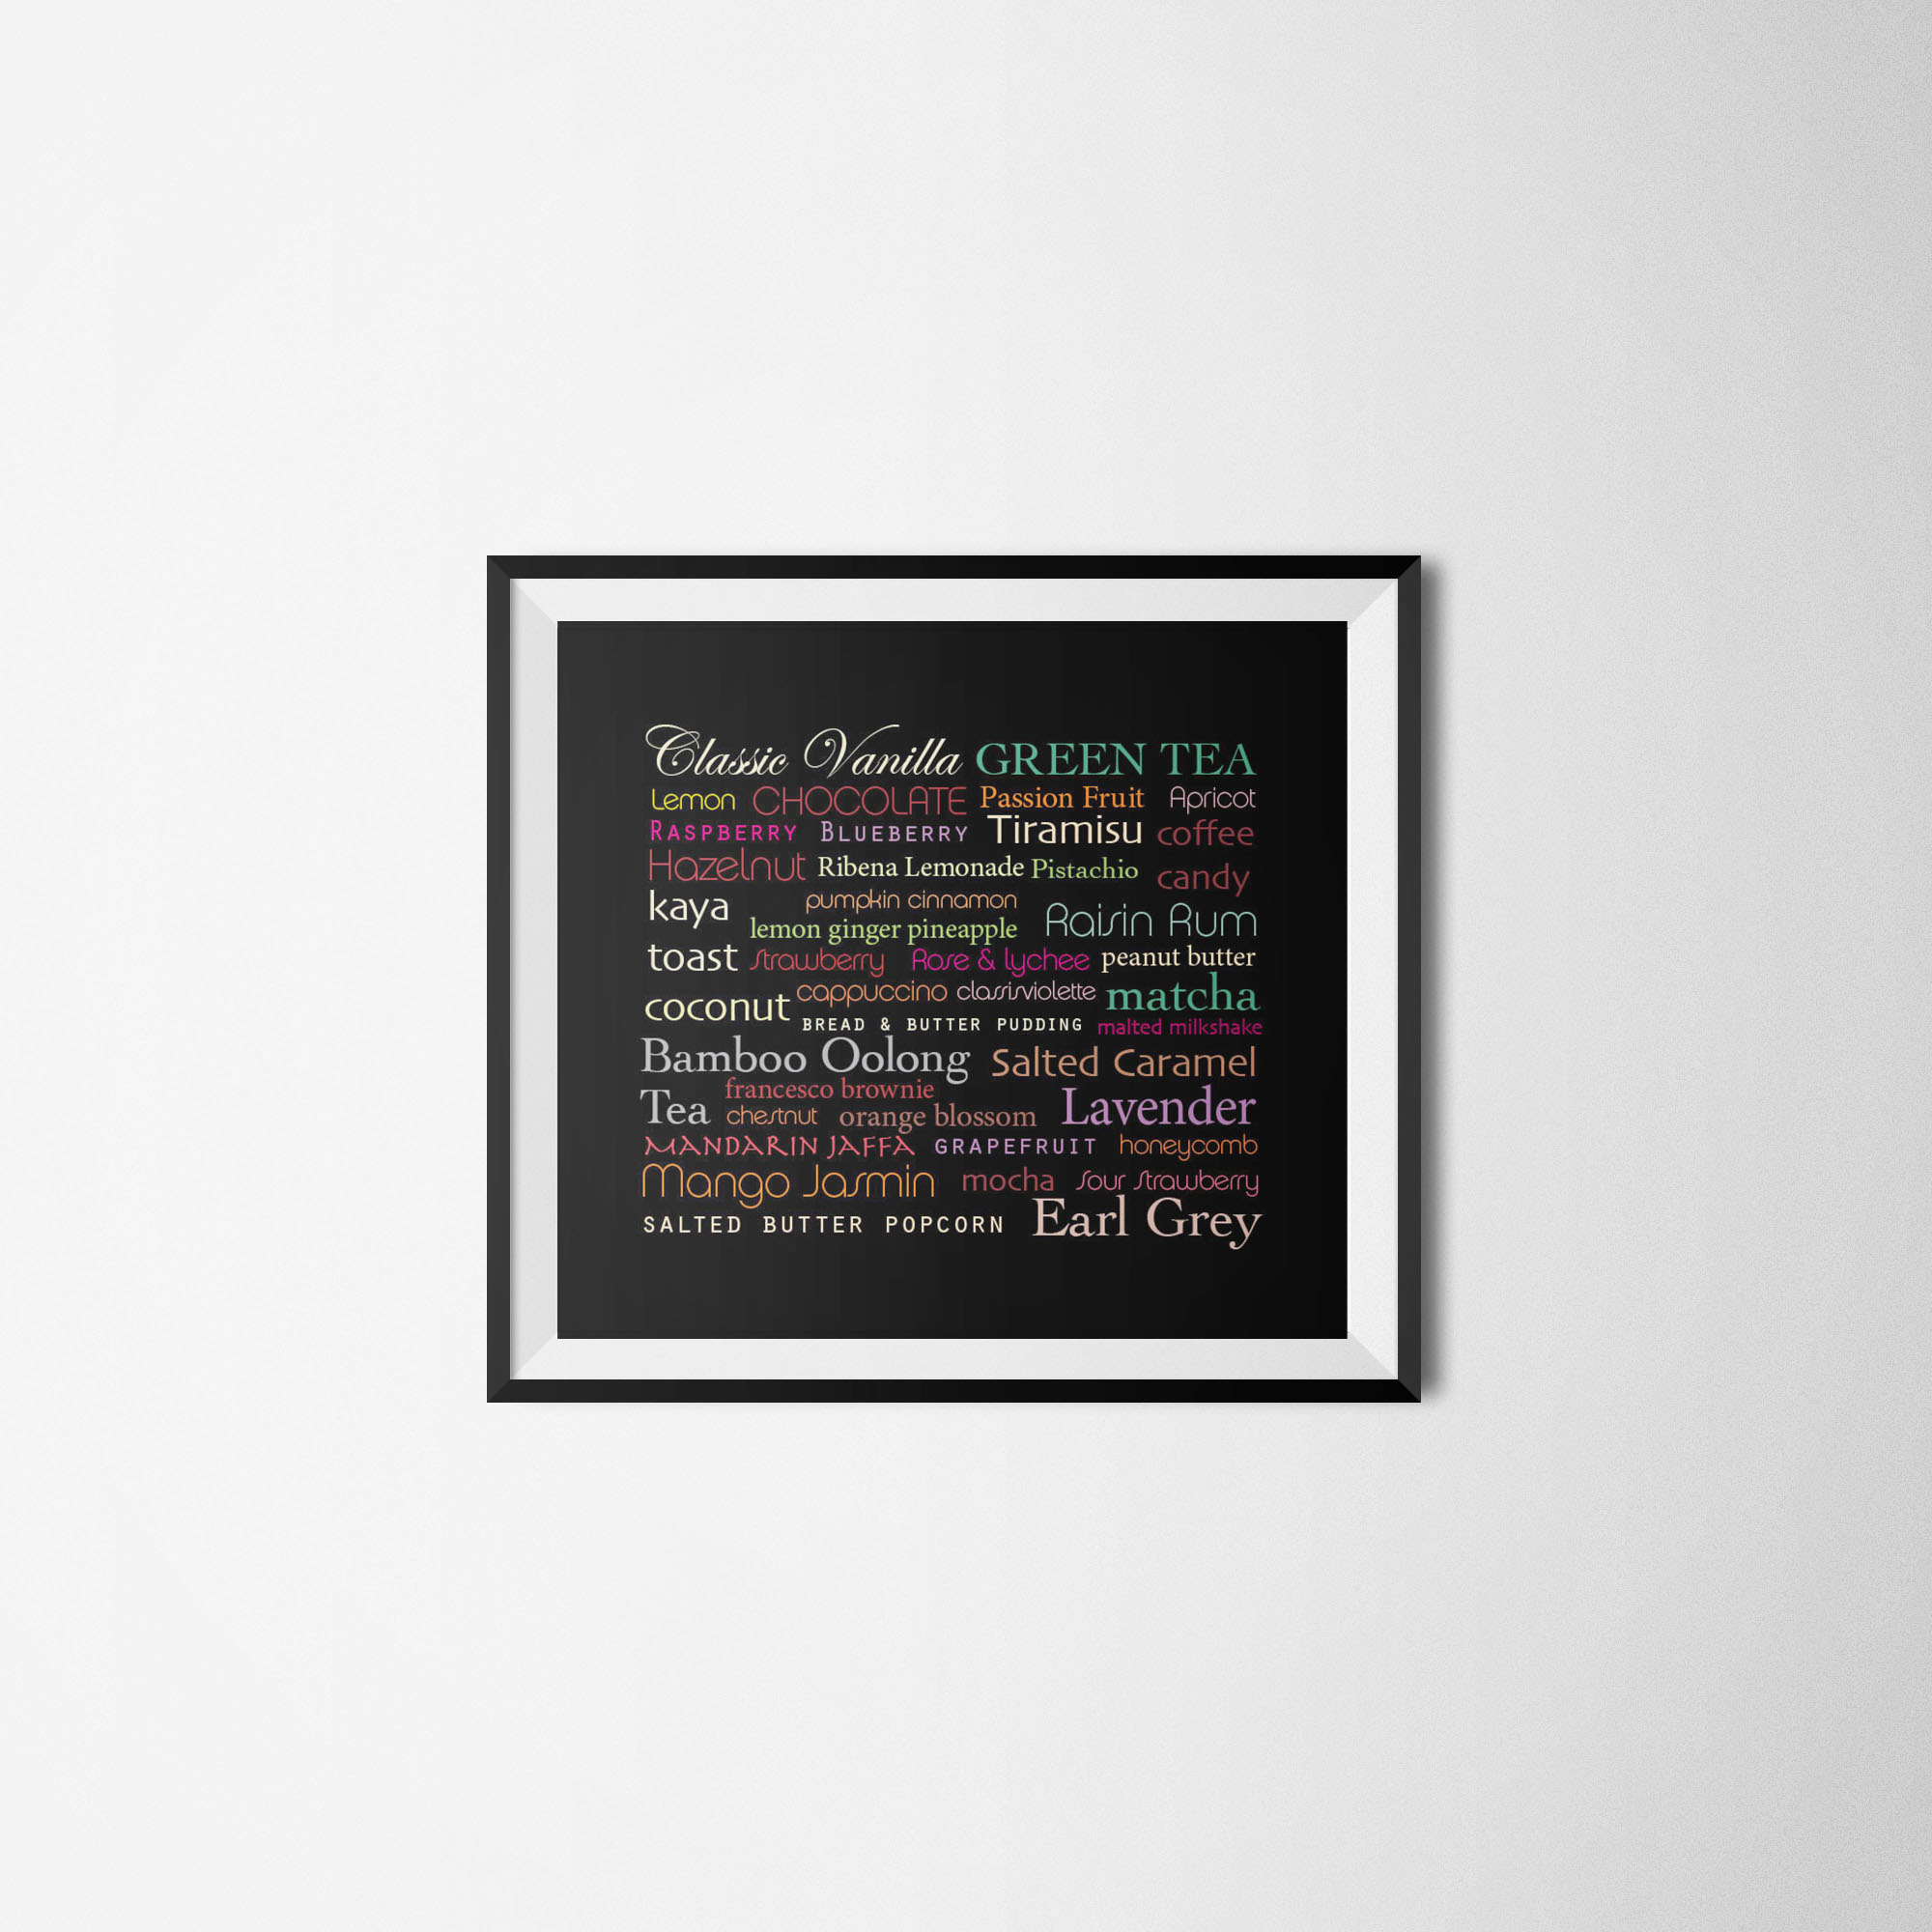 Classic Vanilla GREEN TEA
Lemon CHOCOLATE Passion Fruit Apricot
RASPBERRY BLUEBERRY Tiramisu coffee
Hazelnut Ribena Lemonade Pistachio candy
kaya pumpkin cinnamon
lemon ginger pineapple Raisin Rum
toast strawberry Rose & lychee peanut butter
coconut cappuccino classisviolette matcha
BREAD & BUTTER PUDDING malted milkshake
Bamboo Oolong Salted Caramel
francesco brownie
Tea chestnut orange blossom Lavender
MANDARIN JAFFA GRAPEFRUIT honeycomb
Mango Jasmin mocha sour strawberry
SALTED BUTTER POPCORN Earl Grey